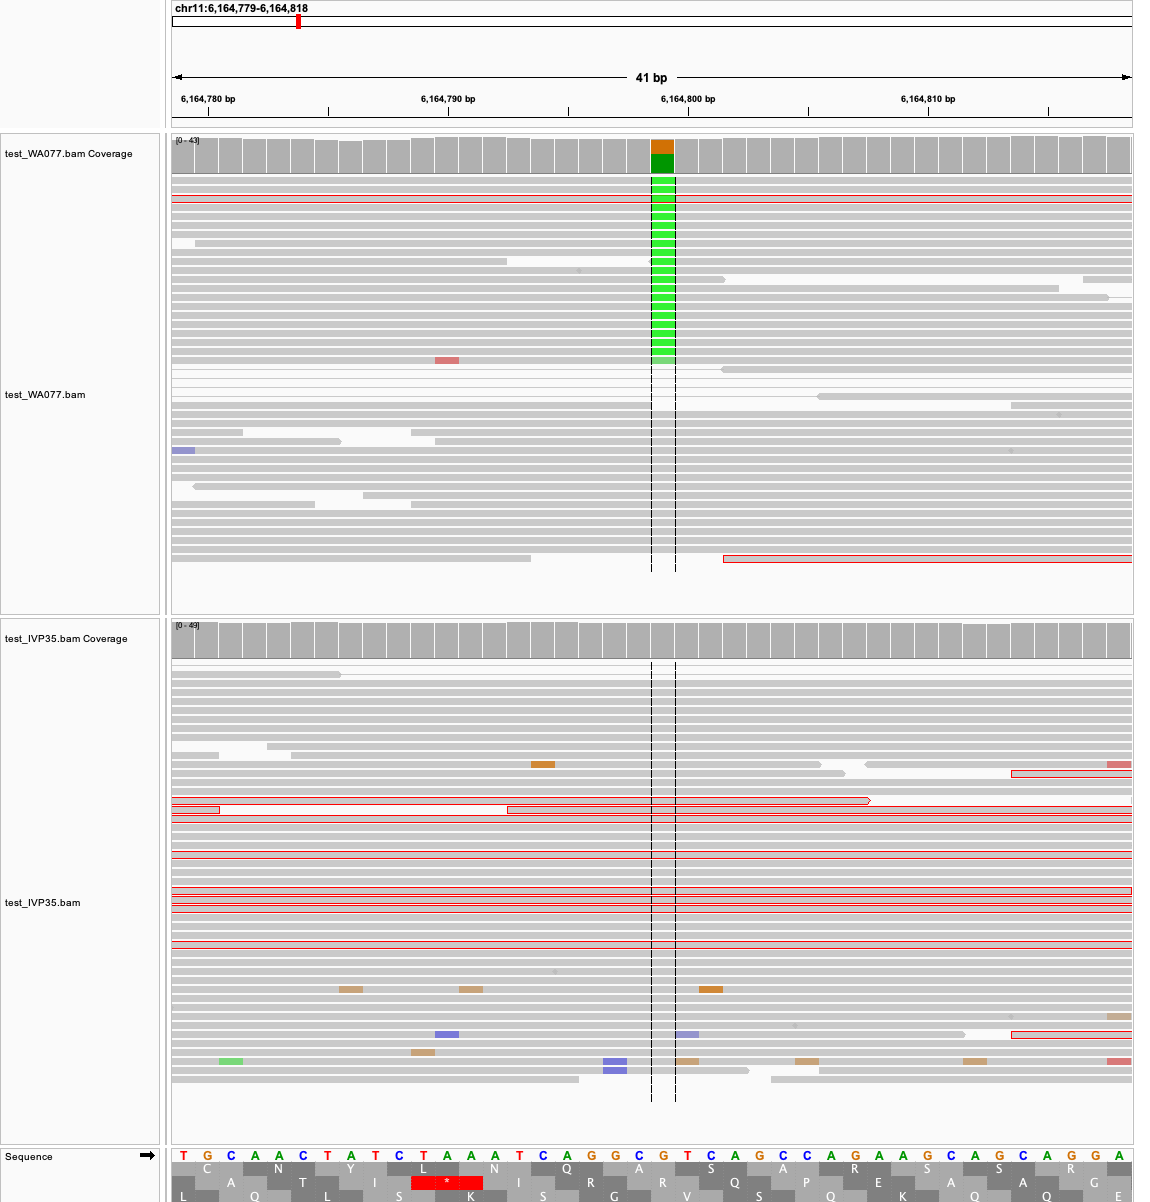 chr11:6,164,779-6,164,818
41 bp
6,164,780 bp 6,164,790 bp 6,164,800 bp 6,164,810 bp
test_WA077.bam Coverage [0 - 43]
test_WA077.bam
test_IVP35.bam Coverage [0 - 49]
test_IVP35.bam
Sequence T G C A A C T A T C T A A A T C A G G C G T C A G C C A G A A G C A G C A G G A
C N Y L N Q A S A R S S R
A T I * I R R Q P E A A G
L Q L S K S G V S Q K Q Q E